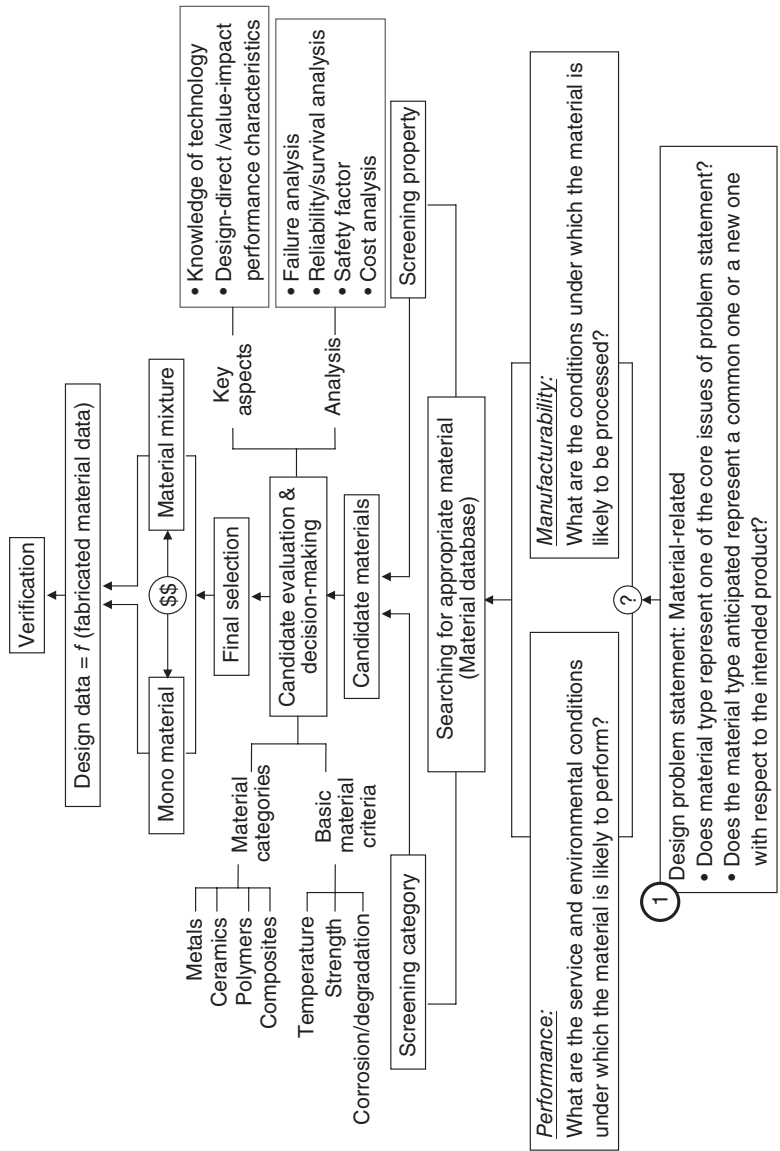 Verification
Design data = f (fabricated material data)
Mono material
$$
Material mixture
Final selection
Metals
Ceramics
Polymers
Composites
Material
categories
Temperature
Strength
Corrosion/degradation
Basic
material
criteria
Candidate evaluation &
decision-making
Key
aspects
• Knowledge of technology
• Design-direct /value-impact
performance characteristics
Analysis
• Failure analysis
• Reliability/survival analysis
• Safety factor
• Cost analysis
Candidate materials
Screening category
Screening property
Searching for appropriate material
(Material database)
Performance:
What are the service and environmental conditions
under which the material is likely to perform?
Manufacturability:
What are the conditions under which the material is
likely to be processed?
?
1
Design problem statement: Material-related
• Does material type represent one of the core issues of problem statement?
• Does the material type anticipated represent a common one or a new one
with respect to the intended product?